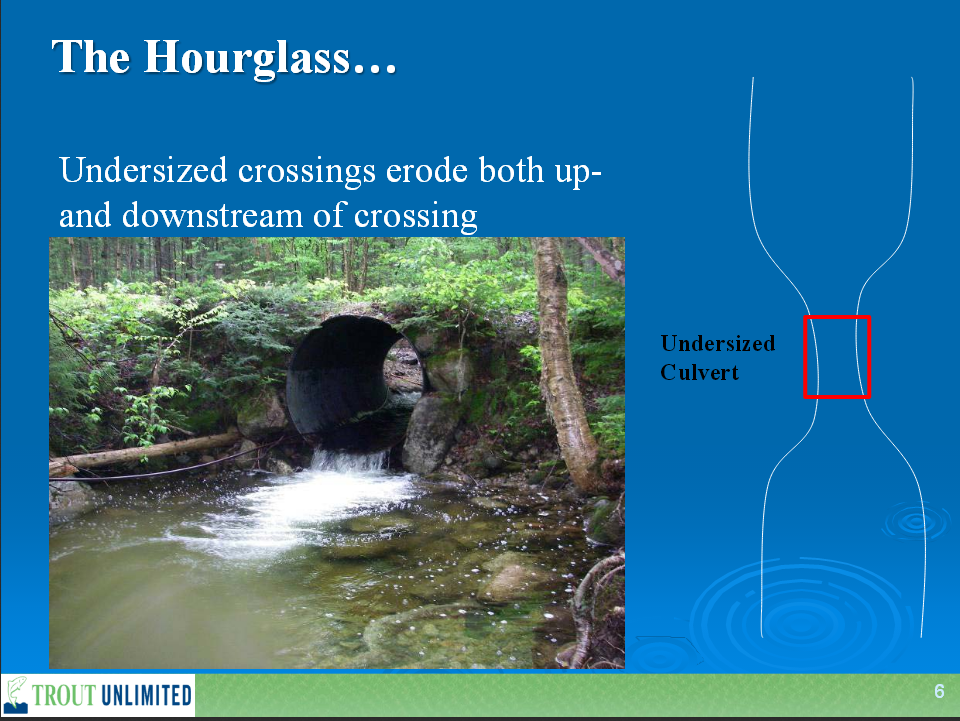 The Hourglass…
Undersized crossings erode both up-
and downstream of crossing
Undersized
Culvert
TROUT UNLIMITED
6